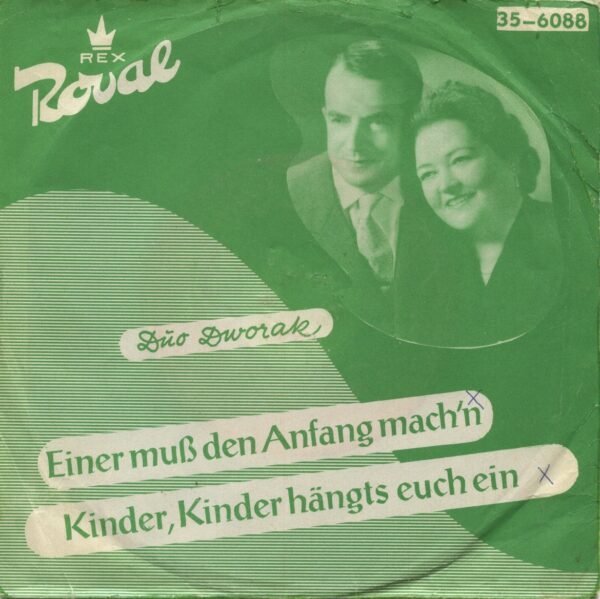 REX
Royal
35-6088
Duo Dworak
Einer muß den Anfang mach'n
x
Kinder, Kinder hängts euch ein
x